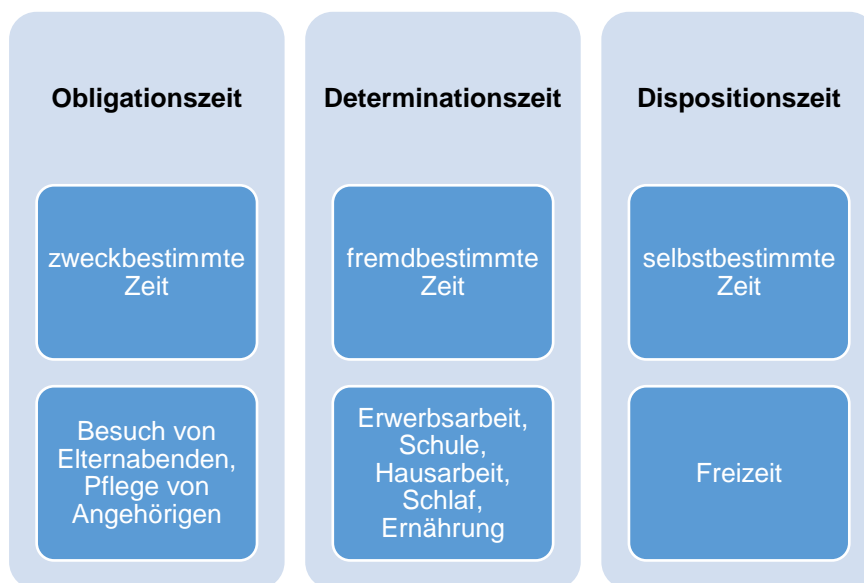 Obligationszeit
zweckbestimmte
Zeit
Besuch von
Elternabenden,
Pflege von
Angehörigen
Determinationszeit
fremdbestimmte
Zeit
Erwerbsarbeit,
Schule,
Hausarbeit,
Schlaf,
Ernährung
Dispositionszeit
selbstbestimmte
Zeit
Freizeit